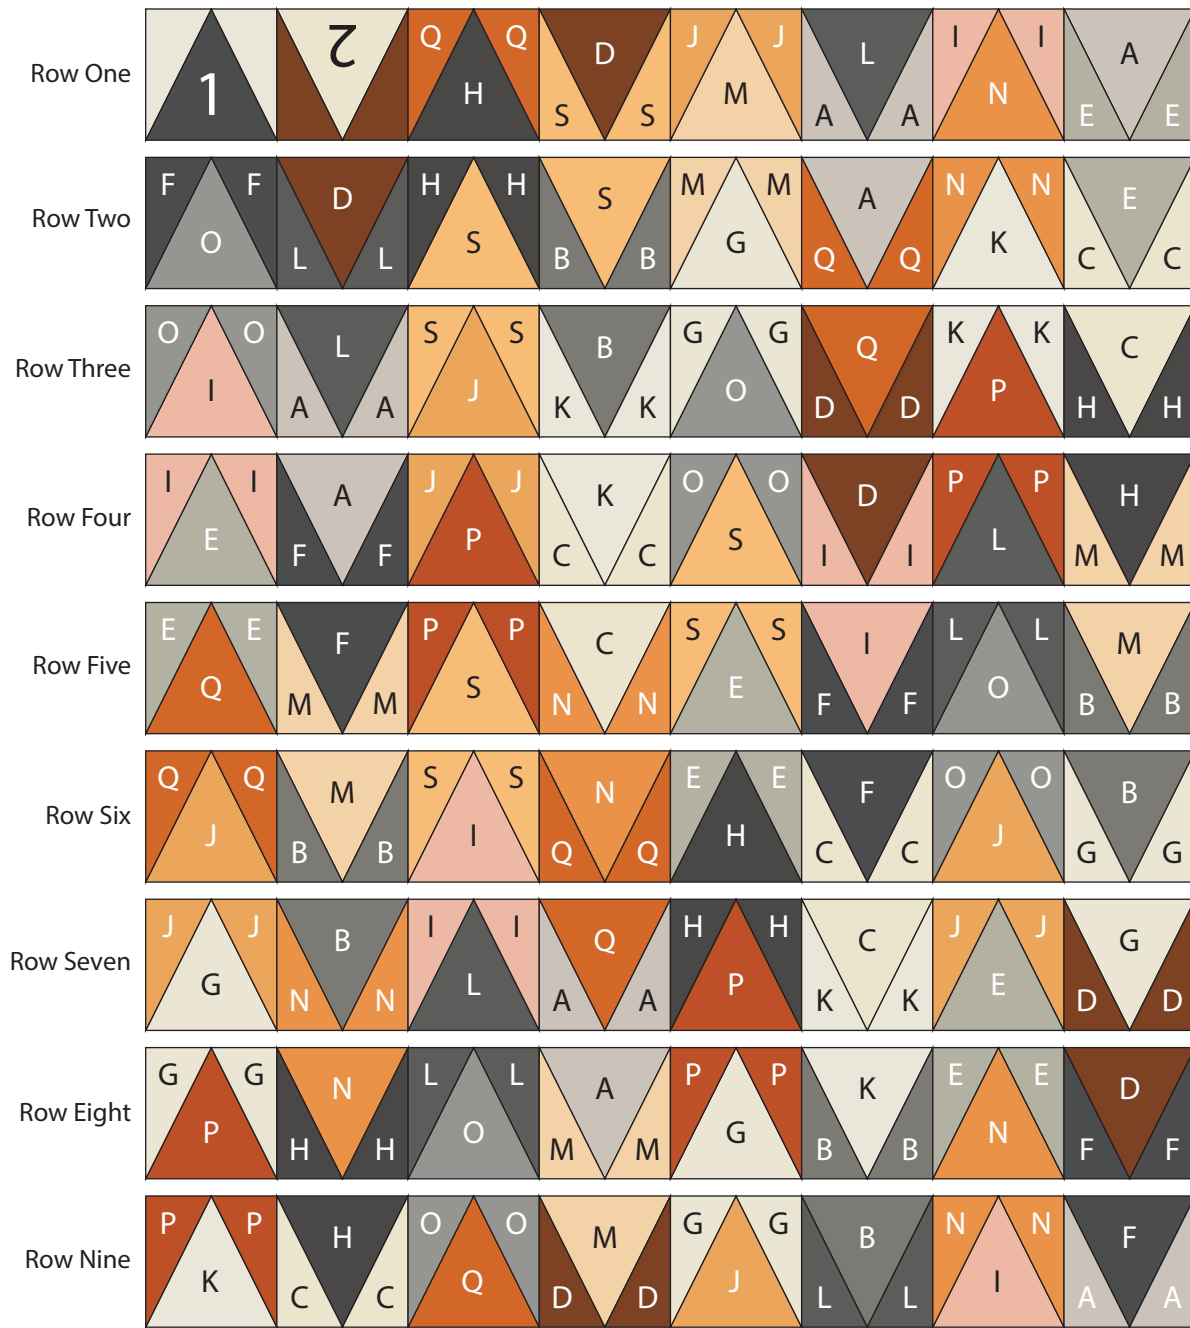 Row One
2 Q Q D J J L I I A
1 H S S M A A N E E
Row Two
F F D H H S M M A N N E
O L L S B B G Q Q K C C
Row Three
O O L S S B G G Q K K C
I A A J K K O D D P H H
Row Four
I I A J J K O O D P P H
E F F P C C S I I L M M
Row Five
E E F P P C S S I L L M
Q M M S N N E F F O B B
Row Six
Q Q M S S N E E F O O B
J B B I Q Q H C C J G G
Row Seven
J J B I I Q H H C J J G
G N N L A A P K K E D D
Row Eight
G G N L L A P P K E E D
P H H O M M G B B N F F
Row Nine
P P H O O M G G B N N F
K C C Q D D J L L I A A